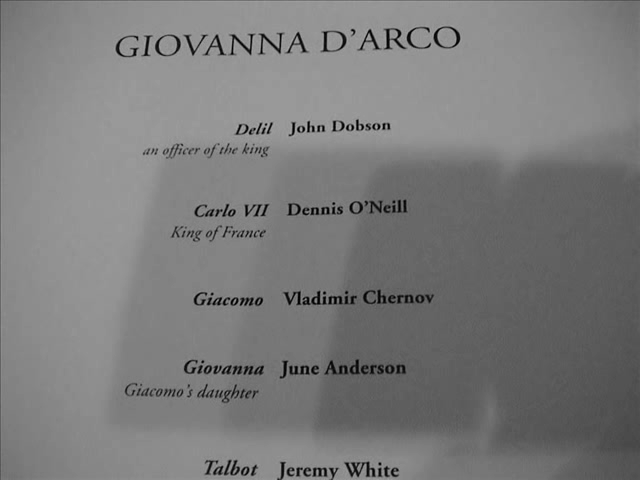 GIOVANNA D'ARCO
Delil John Dobson
an officer of the king
Carlo VII Dennis O'Neill
King of France
Giacomo Vladimir Chernov
Giovanna June Anderson
Giacomo's daughter
Talbot Jeremy White